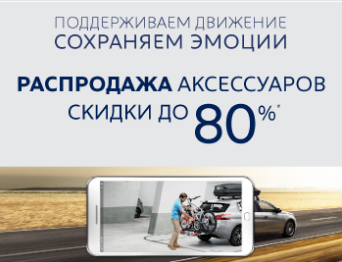 ПОДДЕРЖИВАЕМ ДВИЖЕНИЕ
СОХРАНЯЕМ ЭМОЦИИ
РАСПРОДАЖА АКСЕССУАРОВ
СКИДКИ ДО 80%*